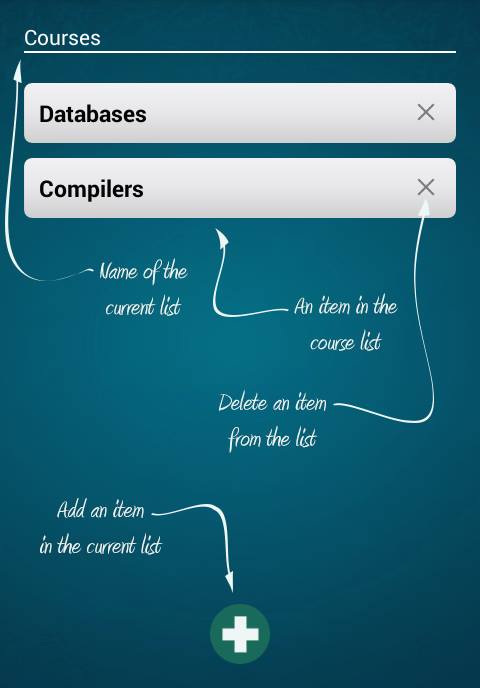 Courses
Databases
Compilers
Name of the
current list
An item in the
course list
Delete an item
from the list
Add an item
in the current list